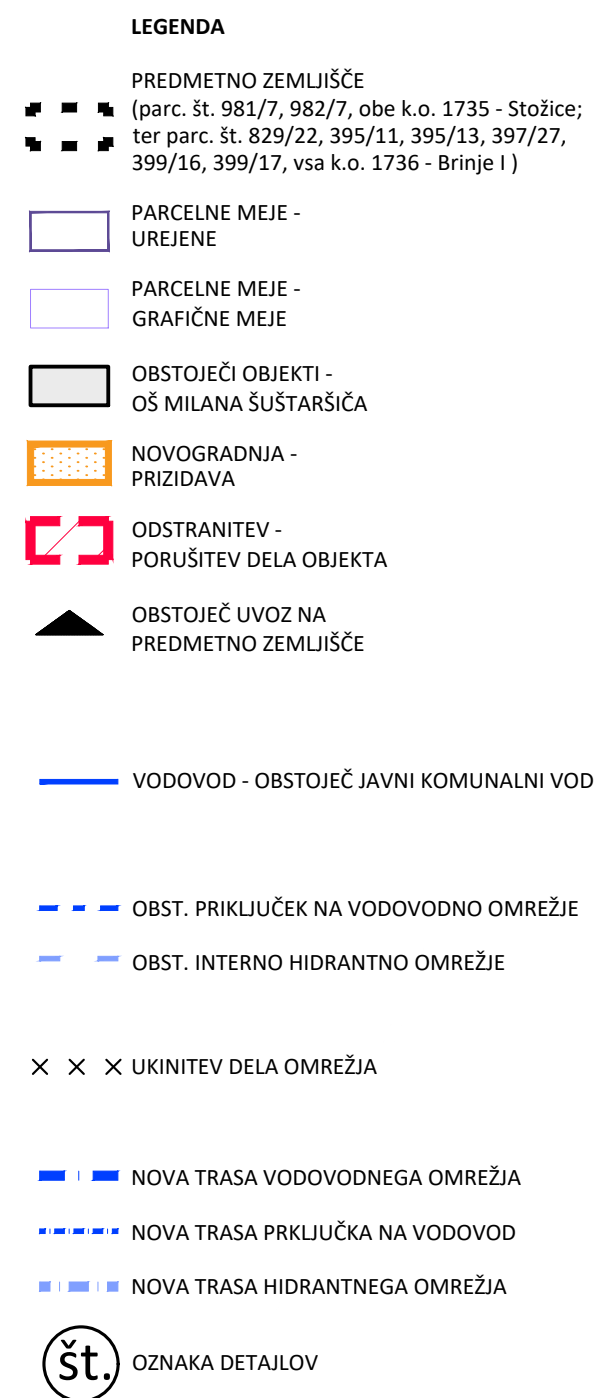 LEGENDA
PREDMETNO ZEMLJIŠČE
(parc. št. 981/7, 982/7, obe k.o. 1735 - Stožice;
ter parc. št. 829/22, 395/11, 395/13, 397/27,
399/16, 399/17, vsa k.o. 1736 - Brinje I )
PARCELNE MEJE -
UREJENE
PARCELNE MEJE -
GRAFIČNE MEJE
OBSTOJEČI OBJEKTI -
OŠ MILANA ŠUŠTARŠIČA
NOVOGRADNJA -
PRIZIDAVA
ODSTRANITEV -
PORUŠITEV DELA OBJEKTA
OBSTOJEČ UVOZ NA
PREDMETNO ZEMLJIŠČE
VODOVOD - OBSTOJEČ JAVNI KOMUNALNI VOD
OBST. PRIKLJUČEK NA VODOVODNO OMREŽJE
OBST. INTERNO HIDRANTNO OMREŽJE
UKINITEV DELA OMREŽJA
NOVA TRASA VODOVODNEGA OMREŽJA
NOVA TRASA PRKLJUČKA NA VODOVOD
NOVA TRASA HIDRANTNEGA OMREŽJA
št. OZNAKA DETAJLOV